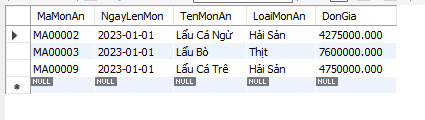 MaMonAn NgayLenMon TenMonAn LoaiMonAn DonGia
MA00002 2023-01-01 Lẩu Cá Ngừ Hải Sản 4275000.000
MA00003 2023-01-01 Lẩu Bò Thịt 7600000.000
MA00009 2023-01-01 Lẩu Cá Trê Hải Sản 4750000.000
NULL NULL NULL NULL NULL